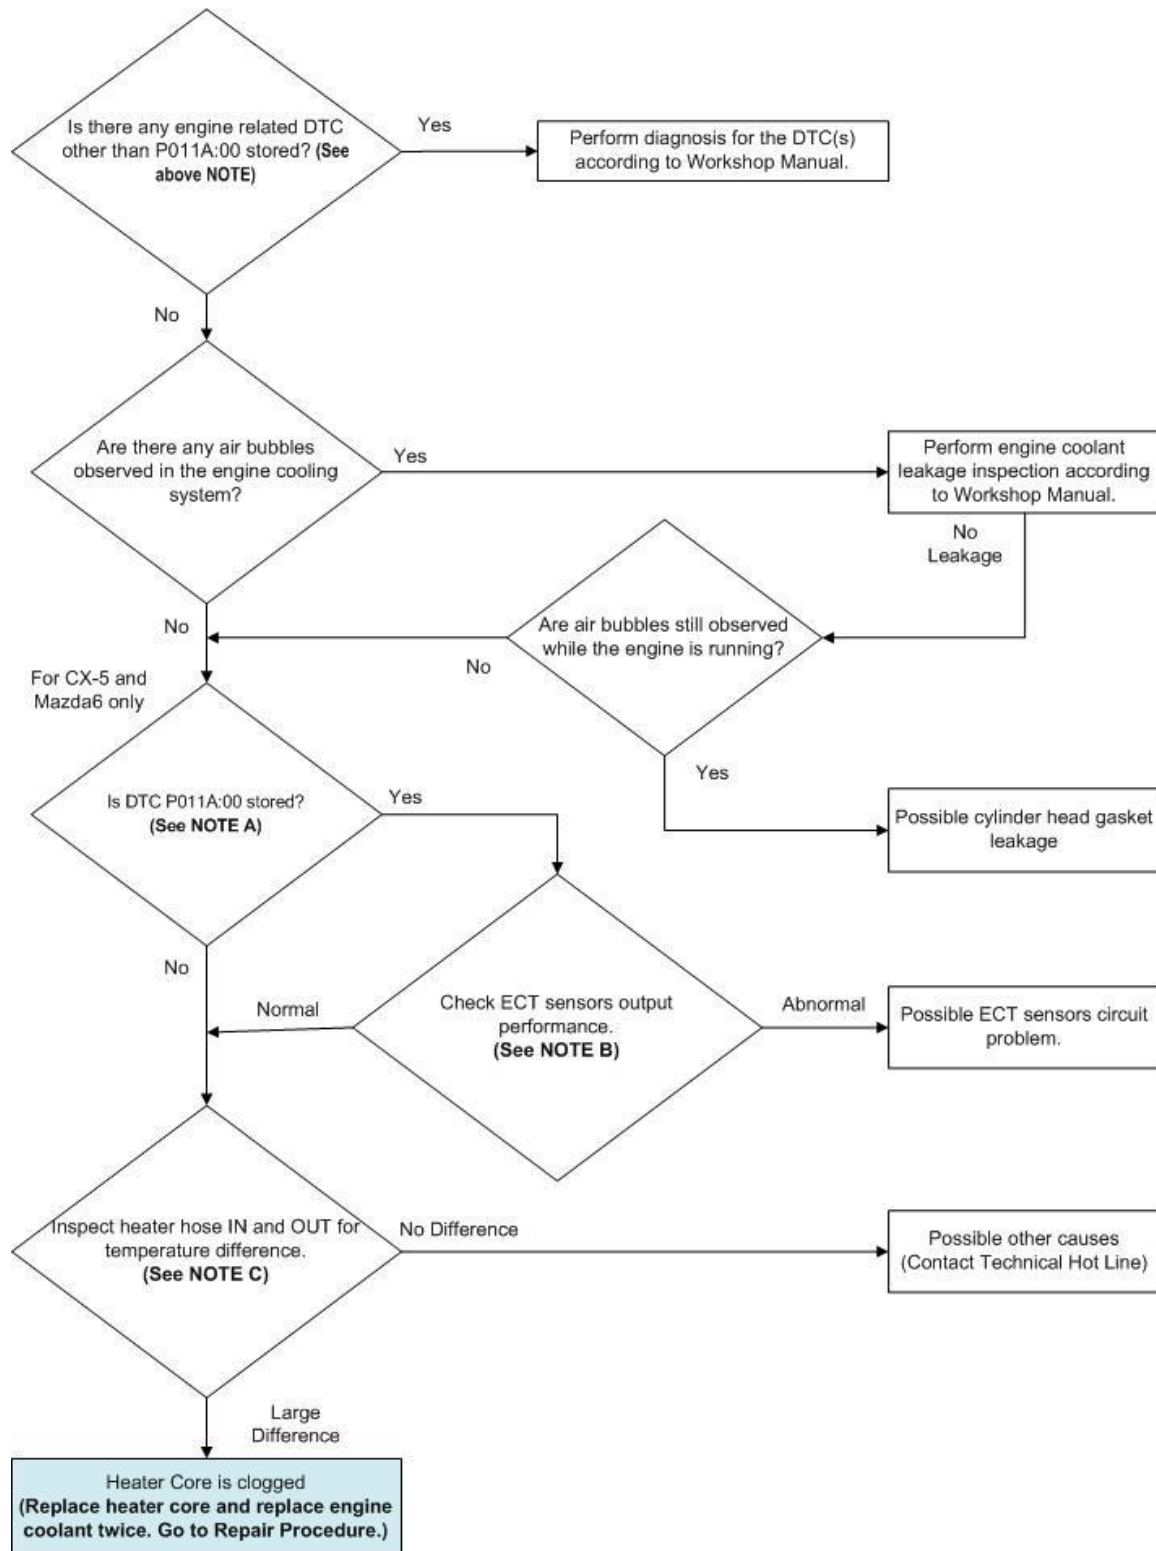 Is there any engine related DTC
other than P011A:00 stored? (See
above NOTE)
Yes
Perform diagnosis for the DTC(s)
according to Workshop Manual.
No
Are there any air bubbles
observed in the engine cooling
system?
Yes
Perform engine coolant
leakage inspection according
to Workshop Manual.
No
Leakage
Are air bubbles still observed
while the engine is running?
No
No
Yes
Possible cylinder head gasket
leakage
For CX-5 and
Mazda6 only
Is DTC P011A:00 stored?
(See NOTE A)
Yes
No
Check ECT sensors output
performance.
(See NOTE B)
Normal
Abnormal
Possible ECT sensors circuit
problem.
Inspect heater hose IN and OUT for
temperature difference.
(See NOTE C)
No Difference
Possible other causes
(Contact Technical Hot Line)
Large
Difference
Heater Core is clogged
(Replace heater core and replace engine
coolant twice. Go to Repair Procedure.)